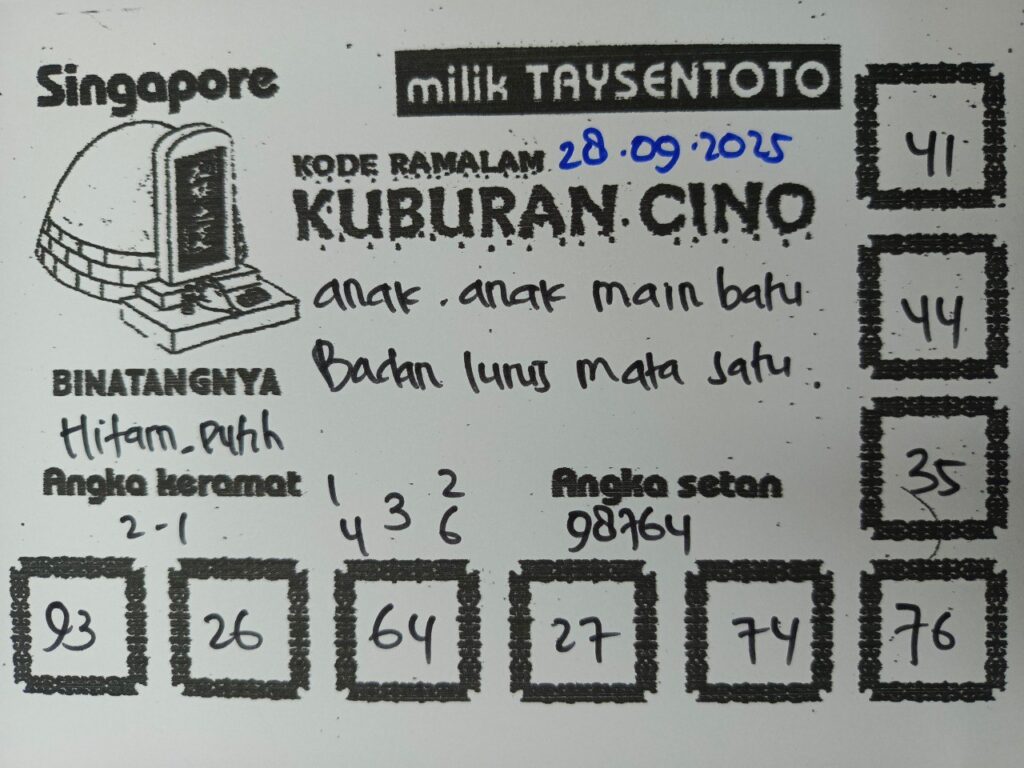 Singapore
milik TAYSENTOTO
KODE RAMALAM 28.09.2025
KUBURAN CINO
anak . anak main batu
Badan lurus mata satu .
BINATANGNYA
Hitam - Putih
Angka keramat
2-1
1 2
3
4 6
Angka setan
98764
41
44
35
93 26 64 27 74 76